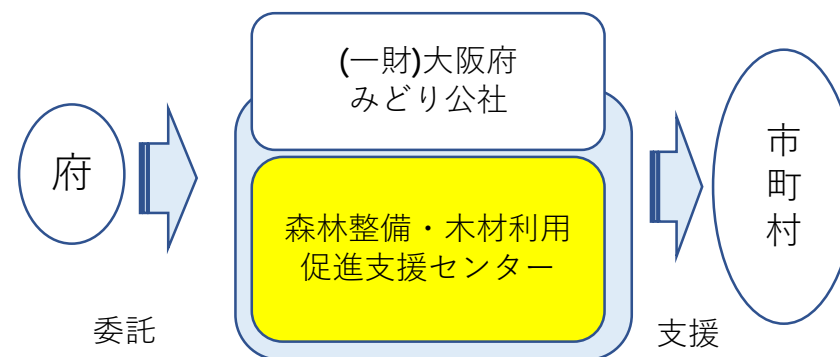 府
委託
(一財)大阪府
みどり公社
森林整備・木材利用
促進支援センター
支援
市
町
村